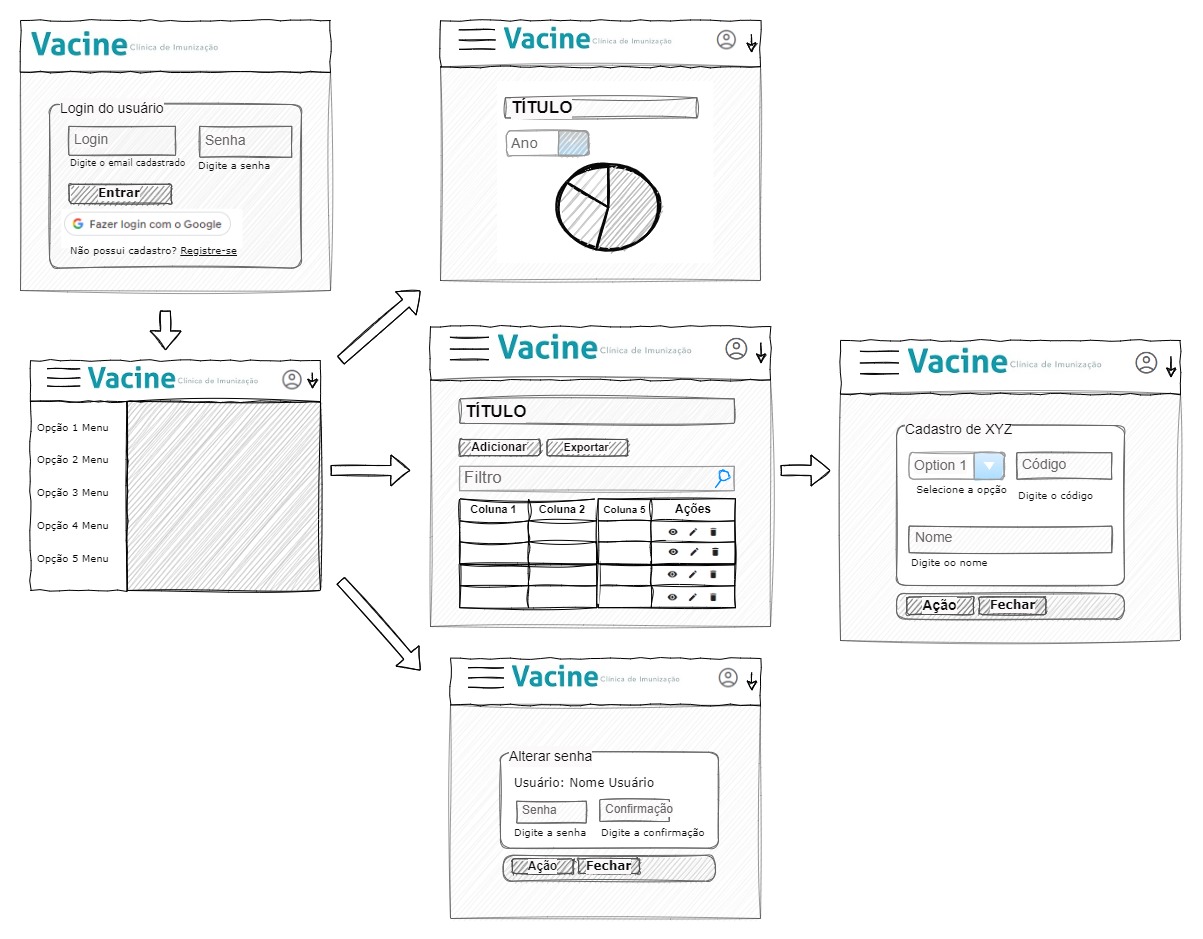 Vacine Clínica de Imunização
Login do usuário
Login
Senha
Digite o email cadastrado
Digite a senha
Entrar
Fazer login com o Google
Não possui cadastro? Registre-se
Vacine Clínica de Imunização
TÍTULO
Ano
Vacine Clínica de Imunização
Opção 1 Menu
Opção 2 Menu
Opção 3 Menu
Opção 4 Menu
Opção 5 Menu
Vacine Clínica de Imunização
TÍTULO
Adicionar
Exportar
Filtro
Coluna 1
Coluna 2
Coluna 5
Ações
Vacine Clínica de Imunização
Cadastro de XYZ
Option 1
Código
Selecione a opção
Digite o código
Nome
Digite oo nome
Ação
Fechar
Vacine Clínica de Imunização
Alterar senha
Usuário: Nome Usuário
Senha
Confirmação
Digite a senha
Digite a confirmação
Ação
Fechar